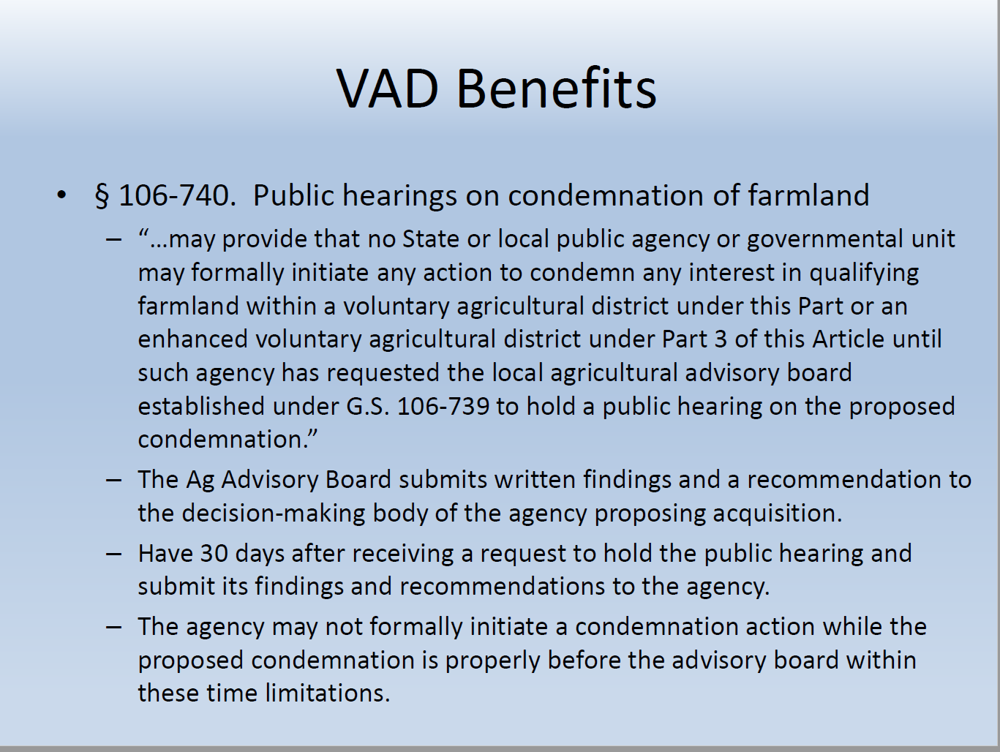 VAD Benefits
• § 106-740.  Public hearings on condemnation of farmland
– “…may provide that no State or local public agency or governmental unit
may formally initiate any action to condemn any interest in qualifying
farmland within a voluntary agricultural district under this Part or an
enhanced voluntary agricultural district under Part 3 of this Article until
such agency has requested the local agricultural advisory board
established under G.S. 106-739 to hold a public hearing on the proposed
condemnation.”
– The Ag Advisory Board submits written findings and a recommendation to
the decision-making body of the agency proposing acquisition.
– Have 30 days after receiving a request to hold the public hearing and
submit its findings and recommendations to the agency.
– The agency may not formally initiate a condemnation action while the
proposed condemnation is properly before the advisory board within
these time limitations.